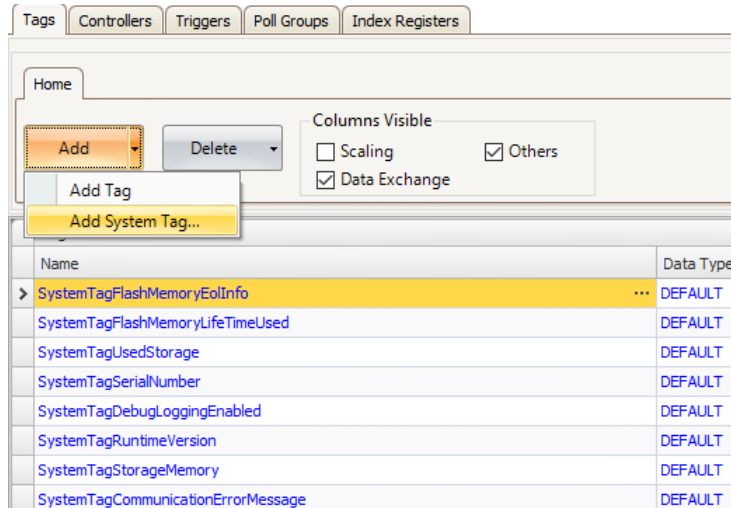 Tags Controllers Triggers Poll Groups Index Registers
Home
Columns Visible
Add Delete Scaling Others
Data Exchange
Add Tag
Add System Tag...
Name Data Type
SystemTagFlashMemoryEolInfo ... DEFAULT
SystemTagFlashMemoryLifeTimeUsed DEFAULT
SystemTagUsedStorage DEFAULT
SystemTagSerialNumber DEFAULT
SystemTagDebugLoggingEnabled DEFAULT
SystemTagRuntimeVersion DEFAULT
SystemTagStorageMemory DEFAULT
SystemTagCommunicationErrorMessage DEFAULT